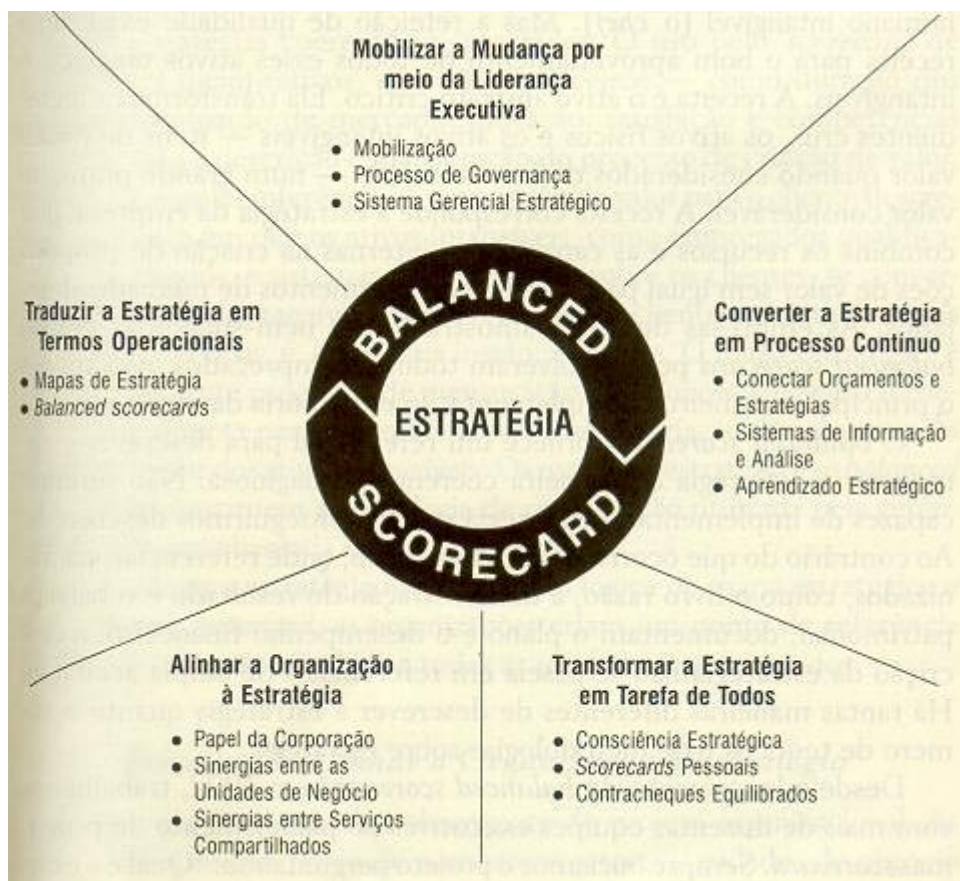 Mobilizar a Mudança por
meio da Liderança
Executiva
• Mobilização
• Processo de Governança
• Sistema Gerencial Estratégico
Traduzir a Estratégia em
Termos Operacionais
• Mapas de Estratégia
• Balanced scorecards
BALANCED
ESTRATÉGIA
SCORECARD
Converter a Estratégia
em Processo Contínuo
• Conectar Orçamentos e
Estratégias
• Sistemas de Informação
e Análise
• Aprendizado Estratégico
Alinhar a Organização
à Estratégia
• Papel da Corporação
• Sinergias entre as
Unidades de Negócio
• Sinergias entre Serviços
Compartilhados
Transformar a Estratégia
em Tarefa de Todos
• Consciência Estratégica
• Scorecards Pessoais
• Contracheques Equilibrados